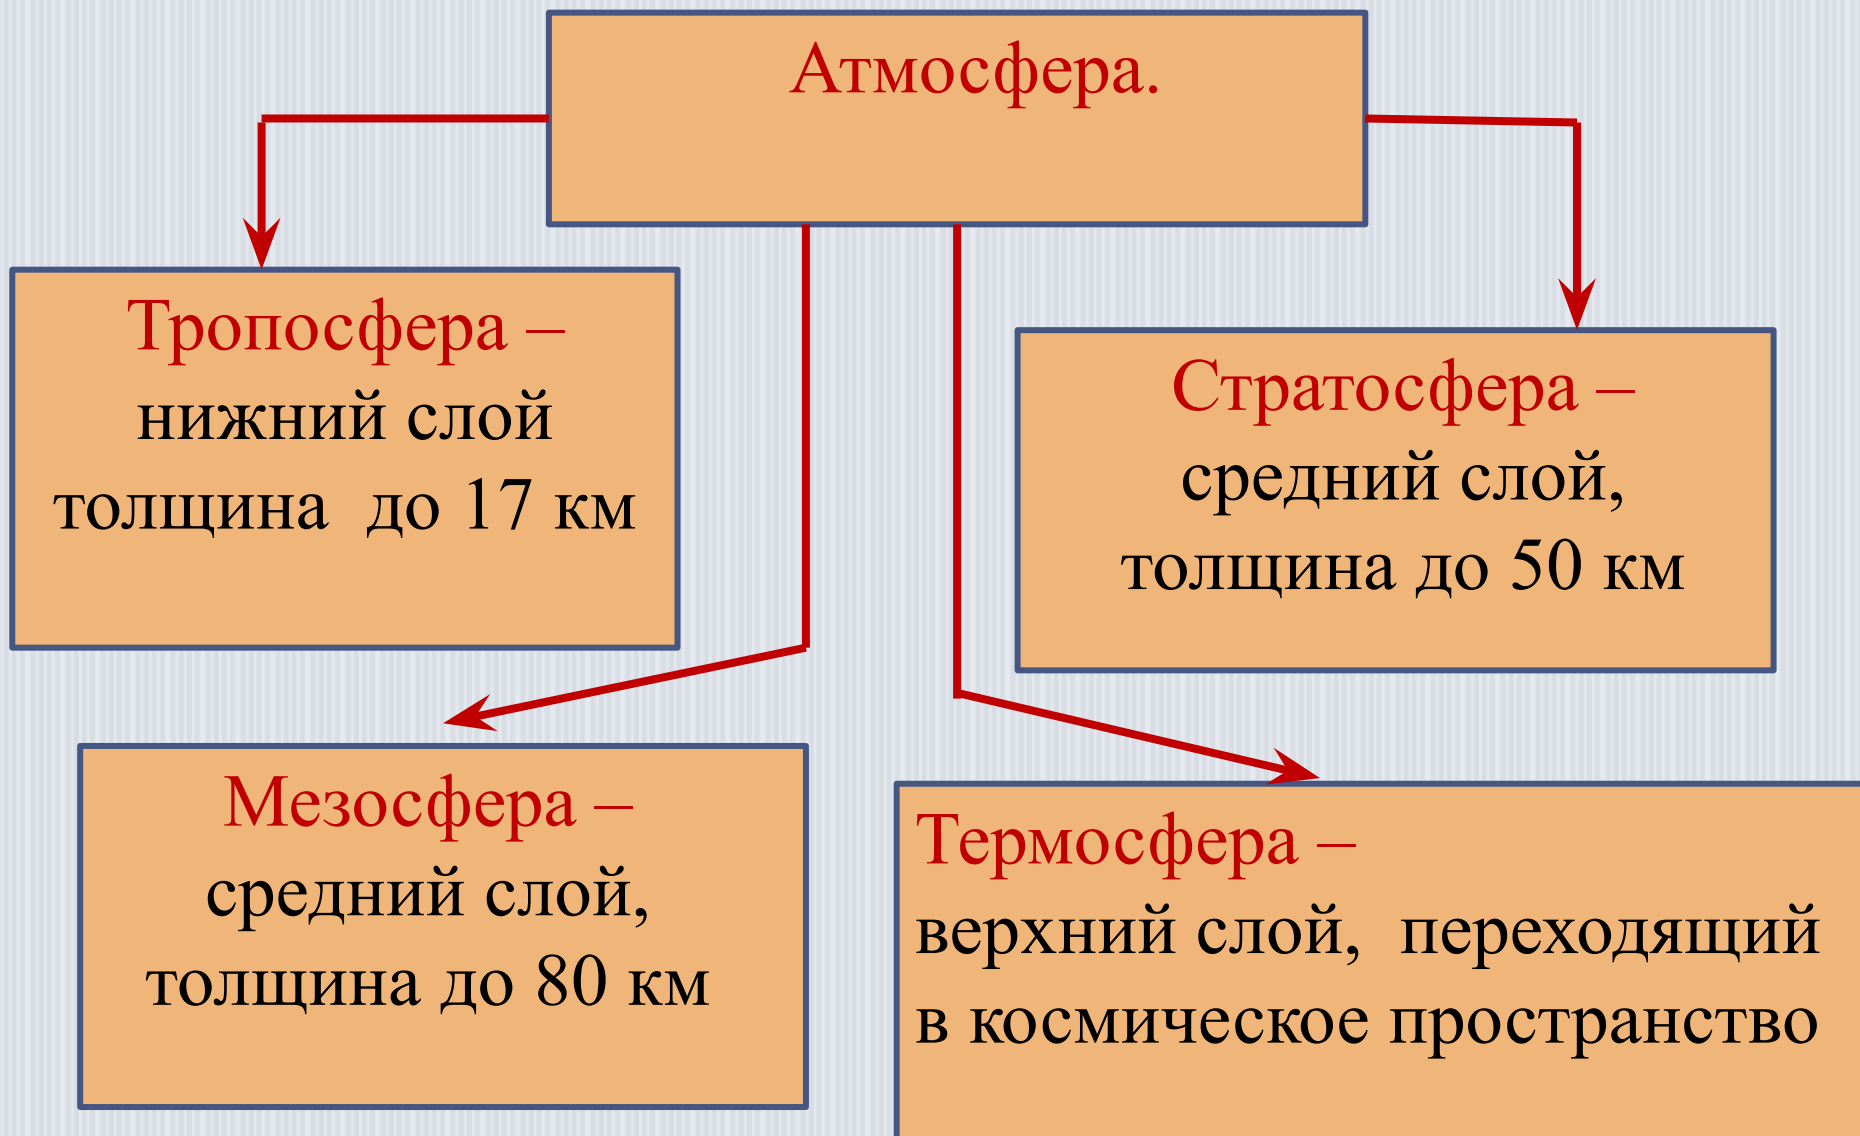 Атмосфера.
Тропосфера –
нижний слой
толщина  до 17 км
Стратосфера –
средний слой,
толщина до 50 км
Мезосфера –
средний слой,
толщина до 80 км
Термосфера –
верхний слой,  переходящий
в космическое пространство